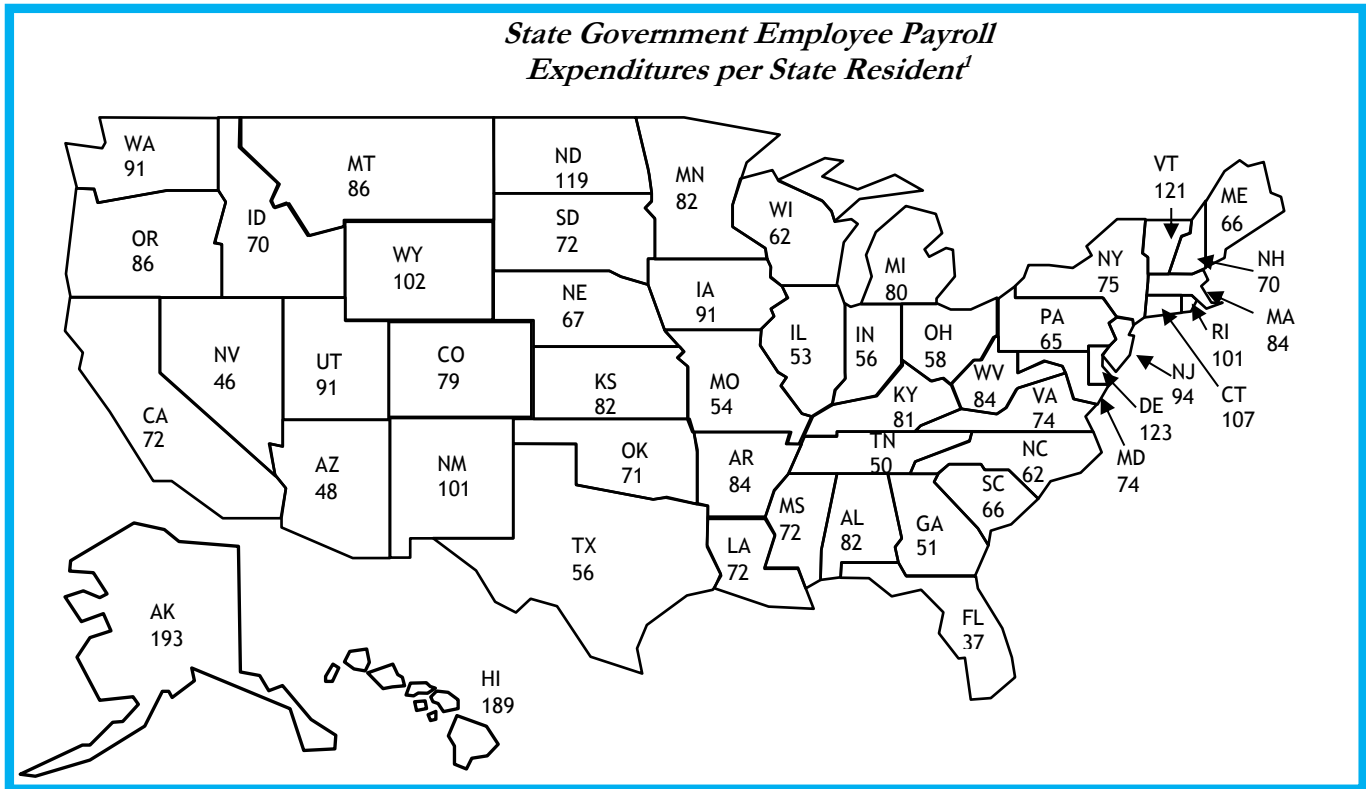 State Government Employee Payroll
Expenditures per State Resident¹
WA
91
MT
86
ND
119
MN
82
VT
121
ME
66
OR
86
ID
70
SD
72
WI
62
WY
102
MI
80
NY
75
NH
70
NE
67
IA
91
MA
84
NV
46
UT
91
CO
79
IL
53
IN
56
OH
58
PA
65
RI
101
KS
82
MO
54
WV
84
NJ
94
CA
72
KY
81
VA
74
DE
123
CT
107
AZ
48
NM
101
OK
71
AR
84
TN
50
NC
62
MD
74
MS
72
AL
82
GA
51
SC
66
TX
56
LA
72
AK
193
FL
37
HI
189